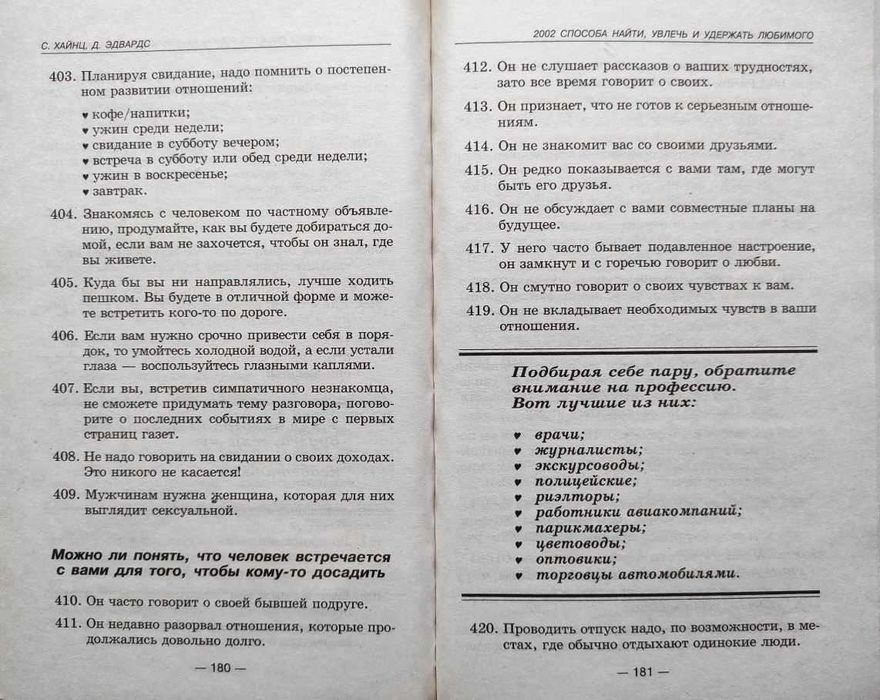 С. ХАЙНЦ, Д. ЭДВАРДС
403. Планируя свидание, надо помнить о постепен-
ном развитии отношений:
♥ кофе/напитки;
♥ ужин среди недели;
♥ свидание в субботу вечером;
♥ встреча в субботу или обед среди недели;
♥ ужин в воскресенье;
♥ завтрак.
404. Знакомясь с человеком по частному объявле-
нию, продумайте, как вы будете добираться до-
мой, если вам не захочется, чтобы он знал, где
вы живете.
405. Куда бы вы ни направлялись, лучше ходить
пешком. Вы будете в отличной форме и може-
те встретить кого-то по дороге.
406. Если вам нужно срочно привести себя в поря-
док, то умойтесь холодной водой, а если устали
глаза — воспользуйтесь глазными каплями.
407. Если вы, встретив симпатичного незнакомца,
не сможете придумать тему разговора, погово-
рите о последних событиях в мире с первых
страниц газет.
408. Не надо говорить на свидании о своих доходах.
Это никого не касается!
409. Мужчинам нужна женщина, которая для них
выглядит сексуальной.
Можно ли понять, что человек встречается
с вами для того, чтобы кому-то досадить
410. Он часто говорит о своей бывшей подруге.
411. Он недавно разорвал отношения, которые про-
должались довольно долго.
— 180 —
2002 СПОСОБА НАЙТИ, УВЛЕЧЬ И УДЕРЖАТЬ ЛЮБИМОГО
412. Он не слушает рассказов о ваших трудностях,
зато все время говорит о своих.
413. Он признает, что не готов к серьезным отноше-
ниям.
414. Он не знакомит вас со своими друзьями.
415. Он редко показывается с вами там, где могут
быть его друзья.
416. Он не обсуждает с вами совместные планы на
будущее.
417. У него часто бывает подавленное настроение,
он замкнут и с горечью говорит о любви.
418. Он смутно говорит о своих чувствах к вам.
419. Он не вкладывает необходимых чувств в ваши
отношения.
Подбирая себе пару, обратите
внимание на профессию.
Вот лучшие из них:
♥ врачи;
♥ журналисты;
♥ экскурсоводы;
♥ полицейские;
♥ риэлторы;
♥ работники авиакомпаний;
♥ парикмахеры;
♥ цветоводы;
♥ оптовики;
♥ торговцы автомобилями.
420. Проводить отпуск надо, по возможности, в ме-
стах, где обычно отдыхают одинокие люди.
— 181 —